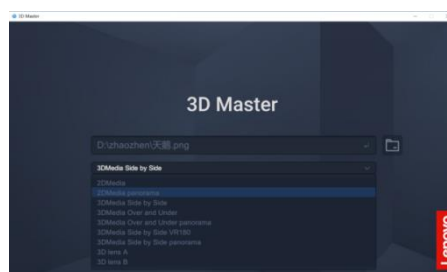 3D Master
3D Master
D:\zhaozhen\天鹅.png
3DMedia Side by Side
2DMedia
2DMedia panorama
3DMedia Side by Side
3DMedia Over and Under
3DMedia Over and Under panorama
3DMedia Side by Side VR180
3DMedia Side by Side panorama
3D lens A
3D lens B
Lenovo